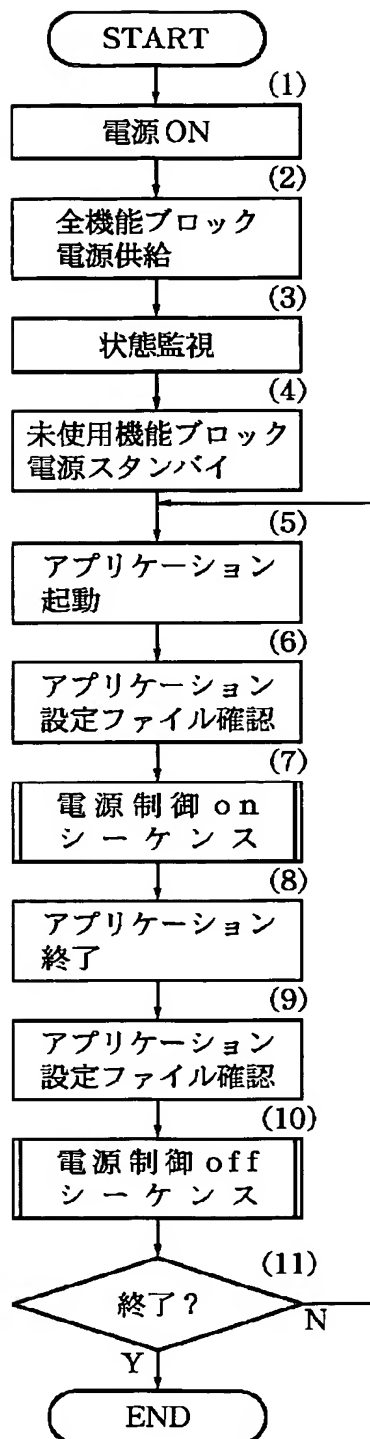 START
(1)
電源ON
(2)
全機能ブロック
電源供給
(3)
状態監視
(4)
未使用機能ブロック
電源スタンバイ
(5)
アプリケーション
起動
(6)
アプリケーション
設定ファイル確認
(7)
電源制御on
シーケンス
(8)
アプリケーション
終了
(9)
アプリケーション
設定ファイル確認
(10)
電源制御off
シーケンス
(11)
終了?
N
Y
END